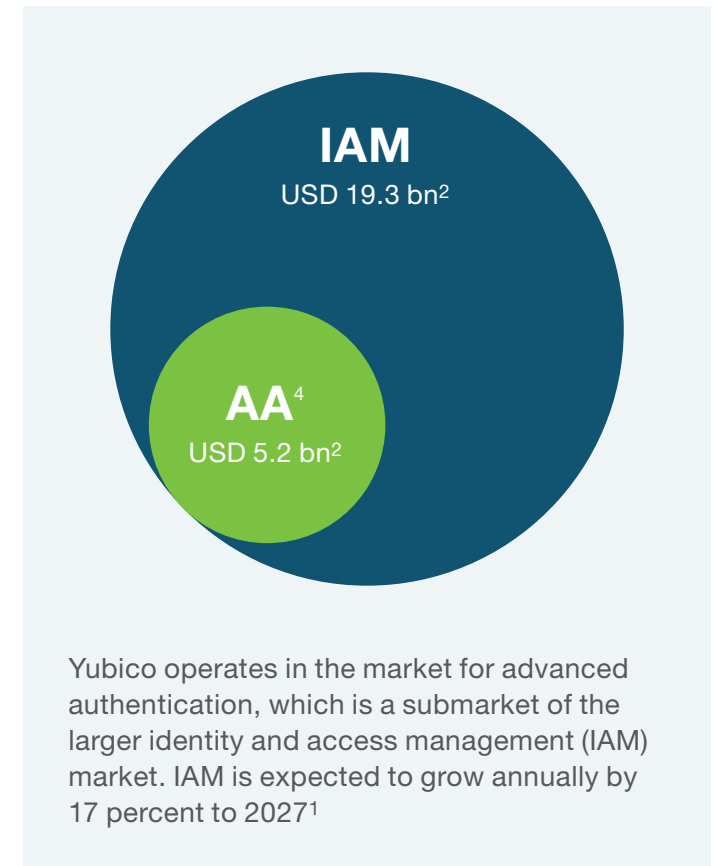 IAM
USD 19.3 bn²
AA⁴
USD 5.2 bn²
Yubico operates in the market for advanced
authentication, which is a submarket of the
larger identity and access management (IAM)
market. IAM is expected to grow annually by
17 percent to 2027¹